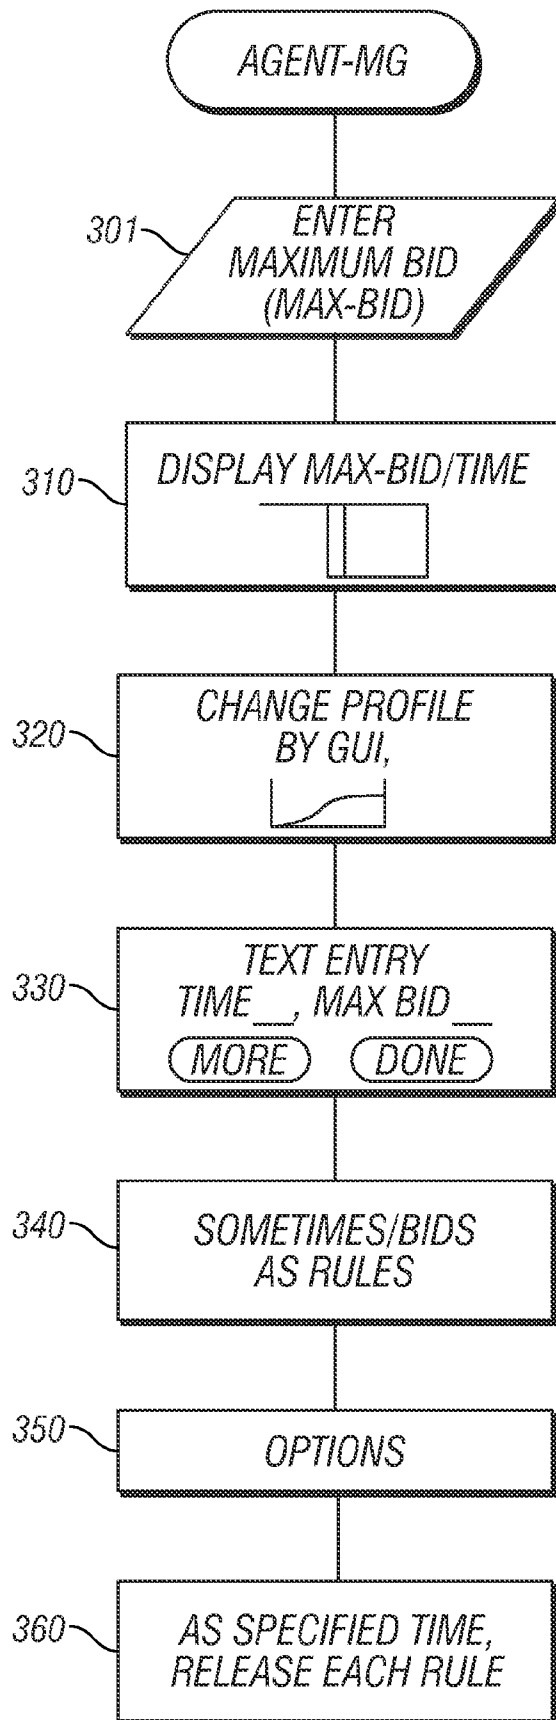 AGENT-MG
301
ENTER
MAXIMUM BID
(MAX-BID)
310
DISPLAY MAX-BID/TIME
320
CHANGE PROFILE
BY GUI,
330
TEXT ENTRY
TIME__, MAX BID__
MORE DONE
340
SOMETIMES/BIDS
AS RULES
350
OPTIONS
360
AS SPECIFIED TIME,
RELEASE EACH RULE